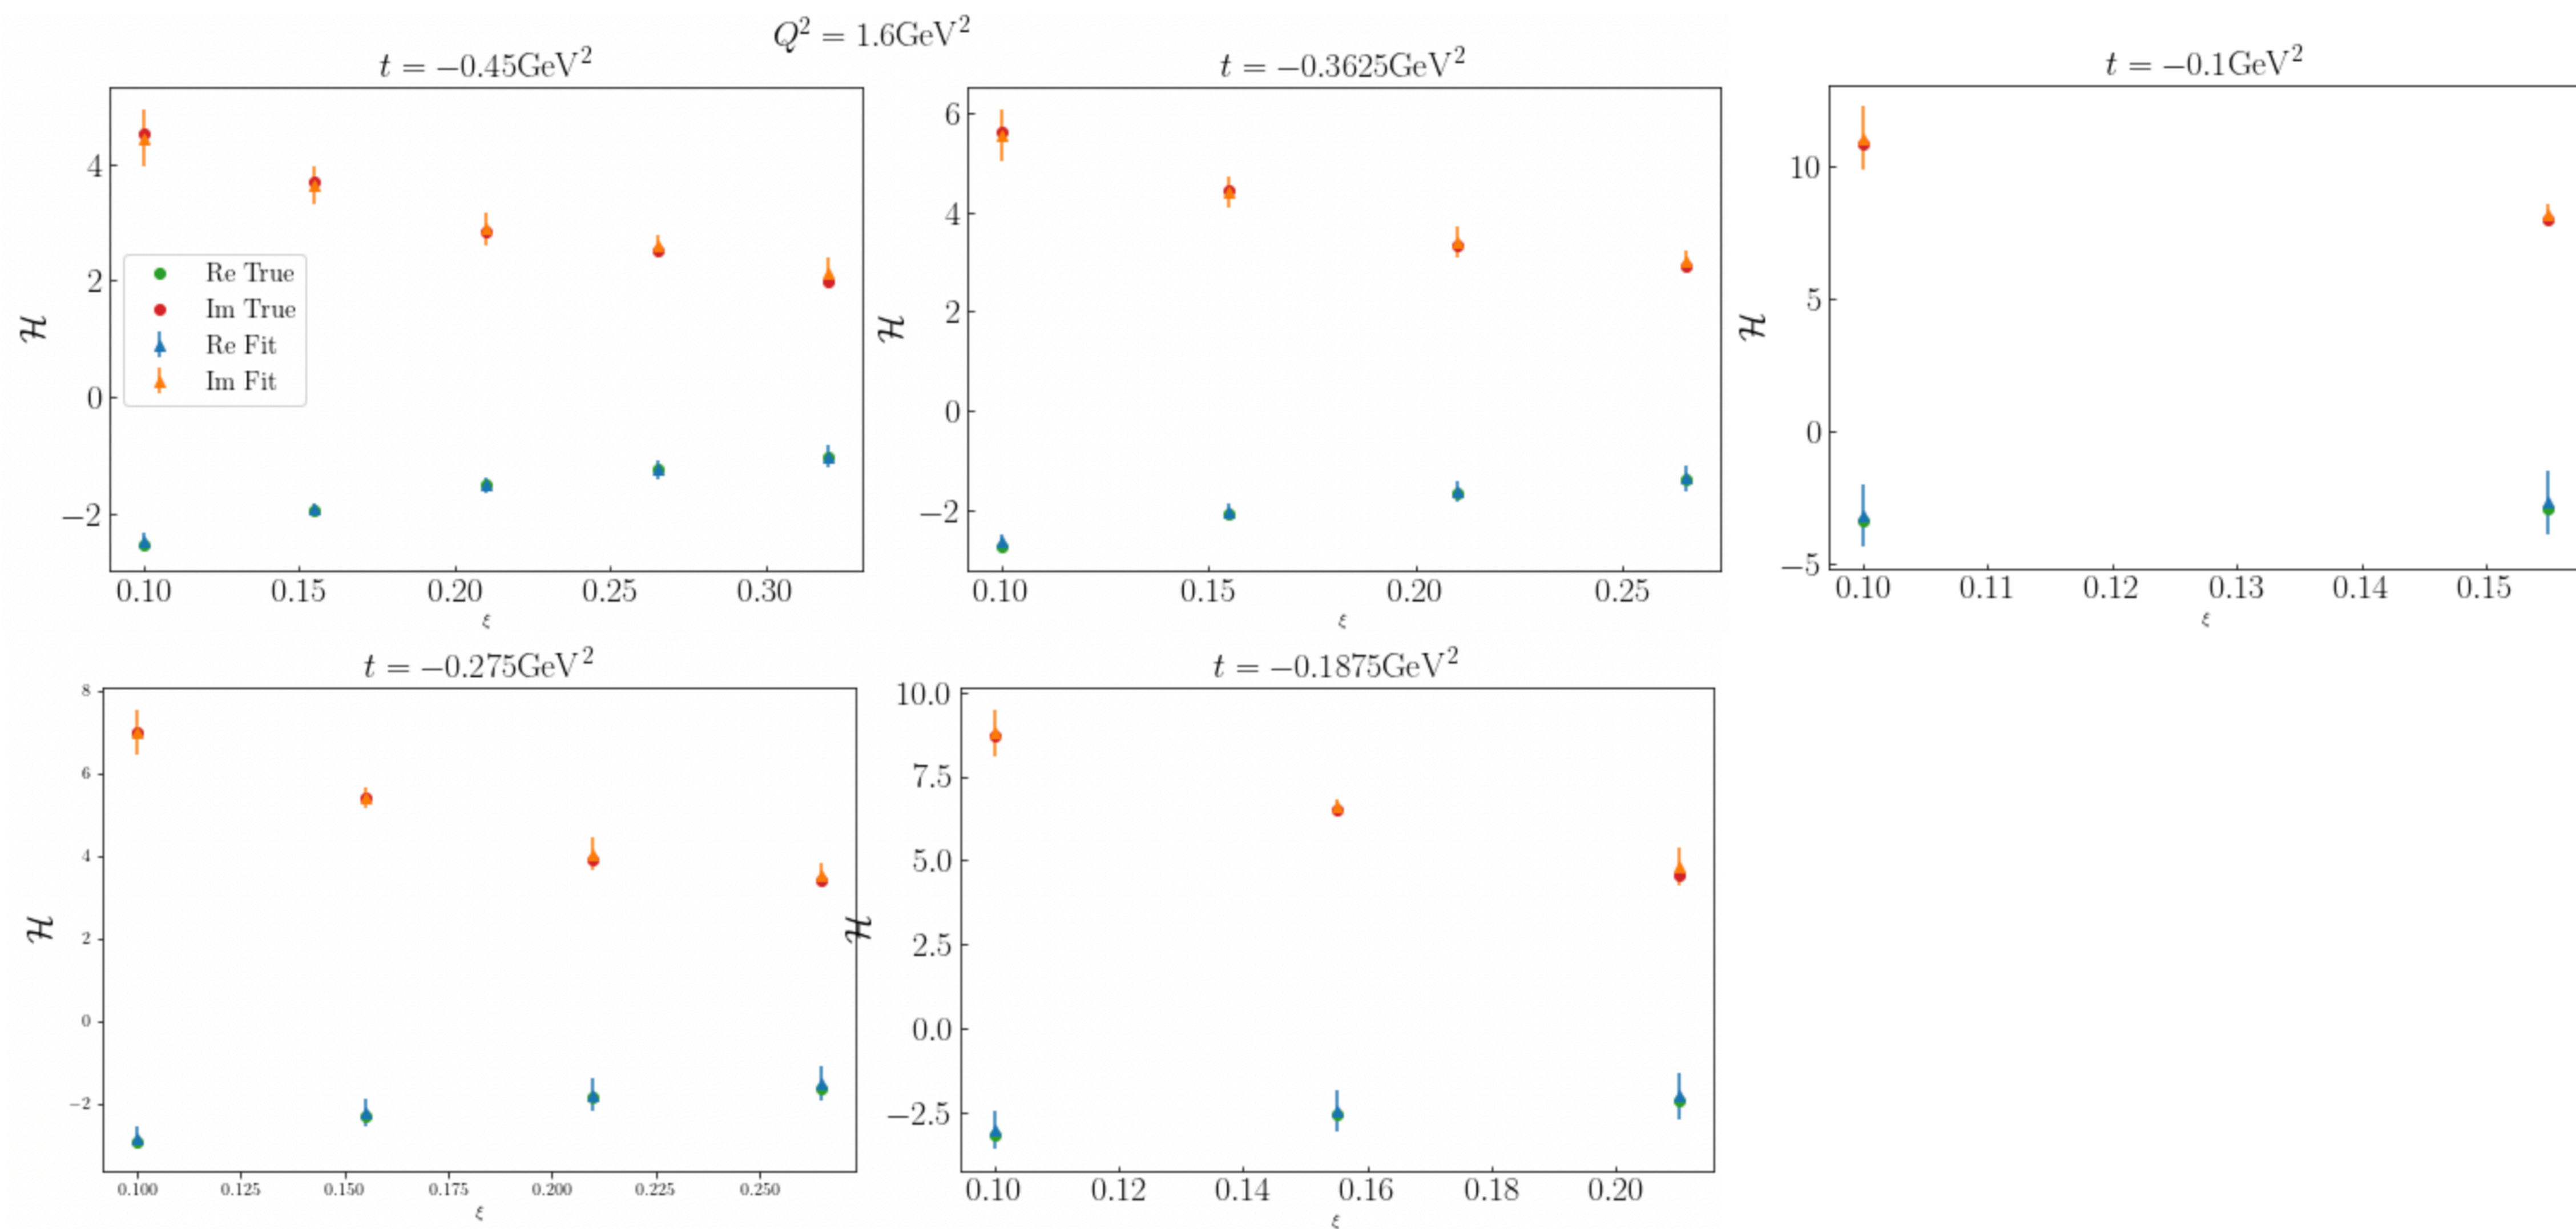 Q² = 1.6GeV²
t = −0.45GeV²
4
2
0
−2
ℋ
Re True
Im True
Re Fit
Im Fit
0.10 0.15 0.20 0.25 0.30
ξ
t = −0.3625GeV²
6
4
2
0
−2
ℋ
0.10 0.15 0.20 0.25
ξ
t = −0.1GeV²
10
5
0
−5
ℋ
0.10 0.11 0.12 0.13 0.14 0.15
ξ
t = −0.275GeV²
8
6
4
2
0
−2
ℋ
0.100 0.125 0.150 0.175 0.200 0.225 0.250
ξ
t = −0.1875GeV²
10.0
7.5
5.0
2.5
0.0
−2.5
ℋ
0.10 0.12 0.14 0.16 0.18 0.20
ξ